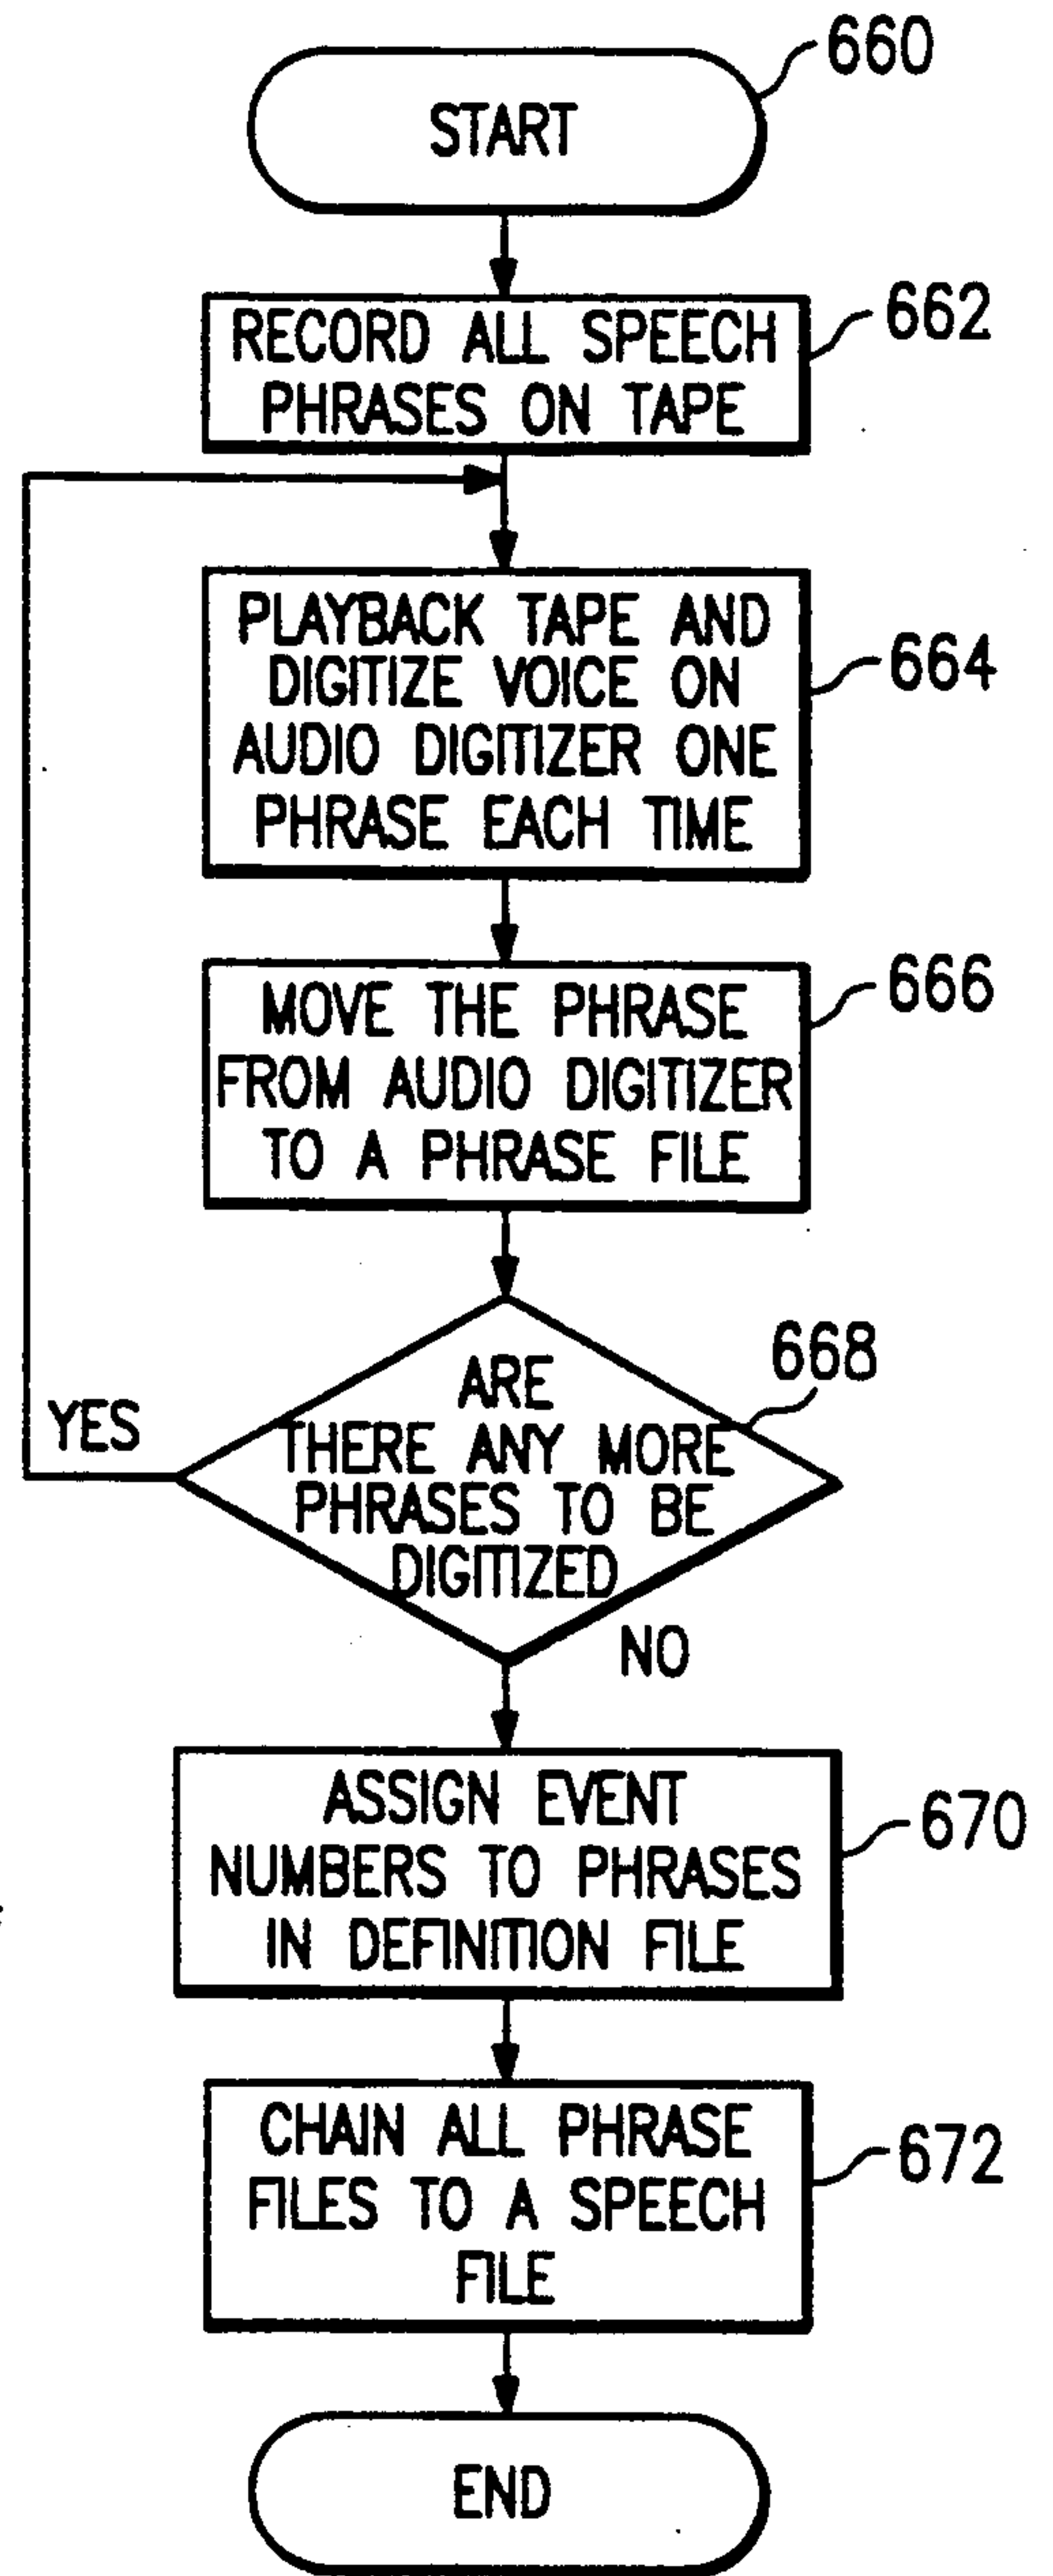 660
START
662
RECORD ALL SPEECH
PHRASES ON TAPE
PLAYBACK TAPE AND
DIGITIZE VOICE ON
664
AUDIO DIGITIZER ONE
PHRASE EACH TIME
666
MOVE THE PHRASE
FROM AUDIO DIGITIZER
TO A PHRASE FILE
668
ARE
YES
THERE ANY MORE
PHRASES TO BE
DIGITIZED
NO
ASSIGN EVENT
670
NUMBERS TO PHRASES
IN DEFINITION FILE
CHAIN ALL PHRASE
672
FILES TO A SPEECH
FILE
END